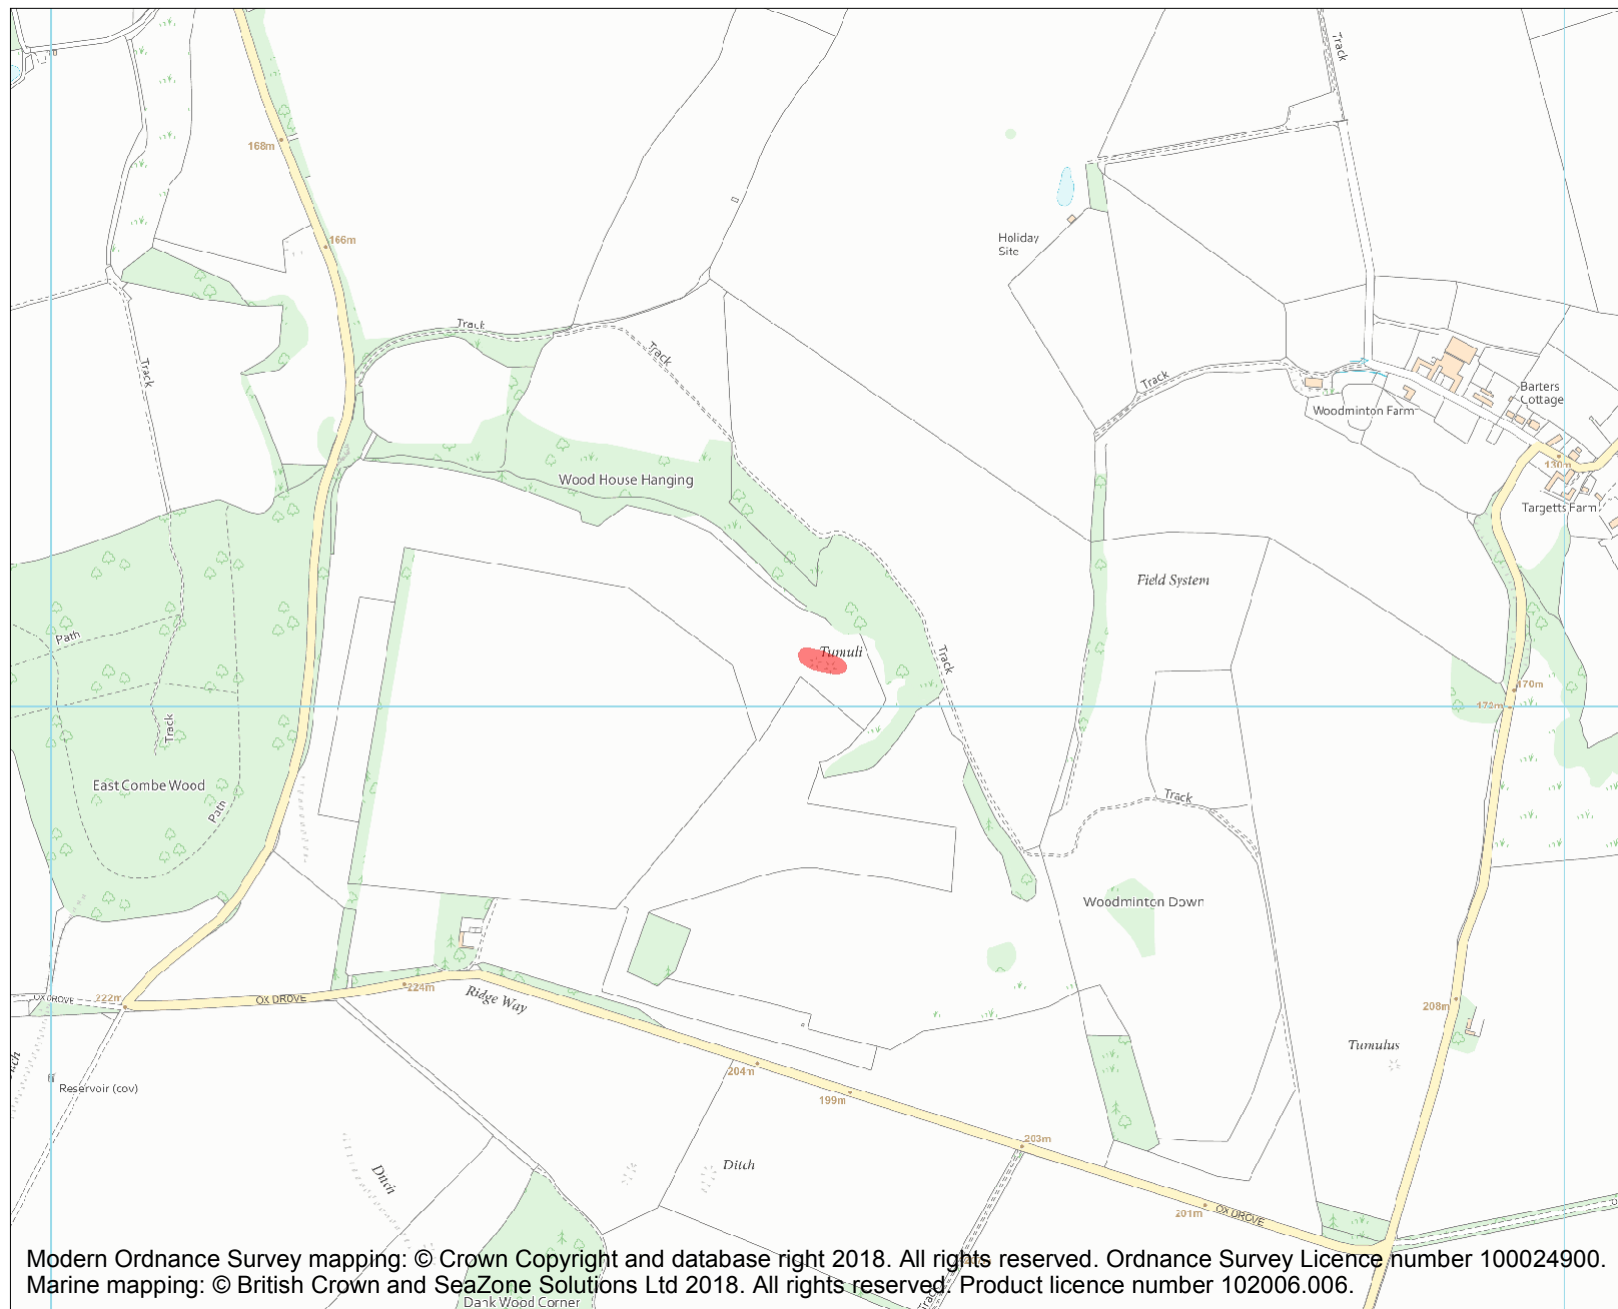 Track
168m
166m
Holiday
Site
Track
Track
Track
Track
Barters
Cottage
Woodminton Farm
130m
Wood House Hanging
Targetts Farm
Field System
Path
Tumuli
Track
170m
170m
Track
East Combe Wood
Path
Track
Woodminton Down
OX DROVE
222m
OX DROVE
224m
Ridge Way
208m
Tumulus
Reservoir (cov)
204m
199m
203m
Ditch
Ditch
201m
OX DROVE
Modern Ordnance Survey mapping: © Crown Copyright and database right 2018. All rights reserved. Ordnance Survey Licence number 100024900.
Marine mapping: © British Crown and SeaZone Solutions Ltd 2018. All rights reserved. Product licence number 102006.006.
Track
Dank Wood Corner